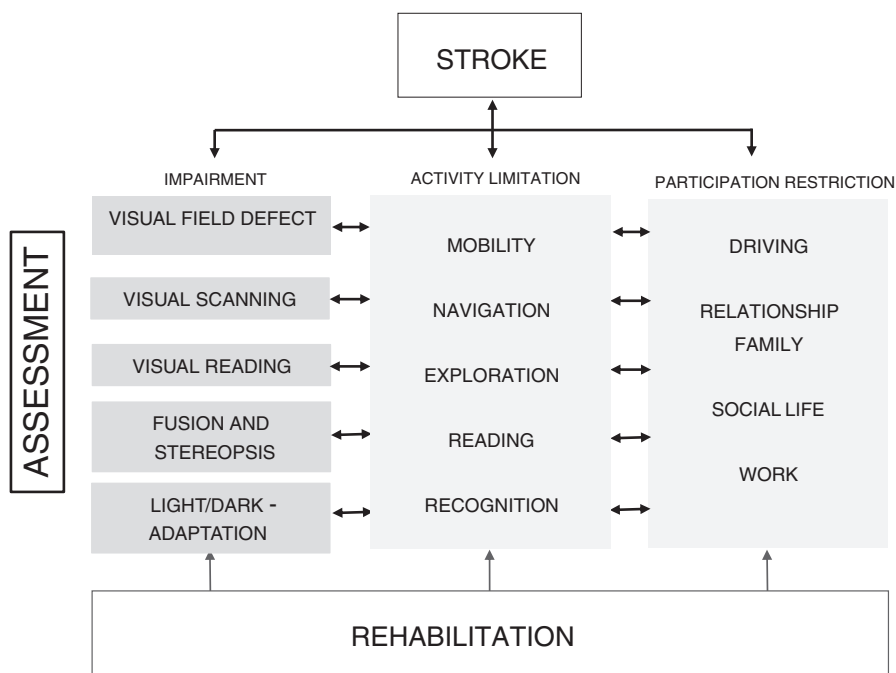 STROKE
IMPAIRMENT
ACTIVITY LIMITATION
PARTICIPATION RESTRICTION
ASSESSMENT
VISUAL FIELD DEFECT
VISUAL SCANNING
VISUAL READING
FUSION AND
STEREOPSIS
LIGHT/DARK -
ADAPTATION
MOBILITY
NAVIGATION
EXPLORATION
READING
RECOGNITION
DRIVING
RELATIONSHIP
FAMILY
SOCIAL LIFE
WORK
REHABILITATION